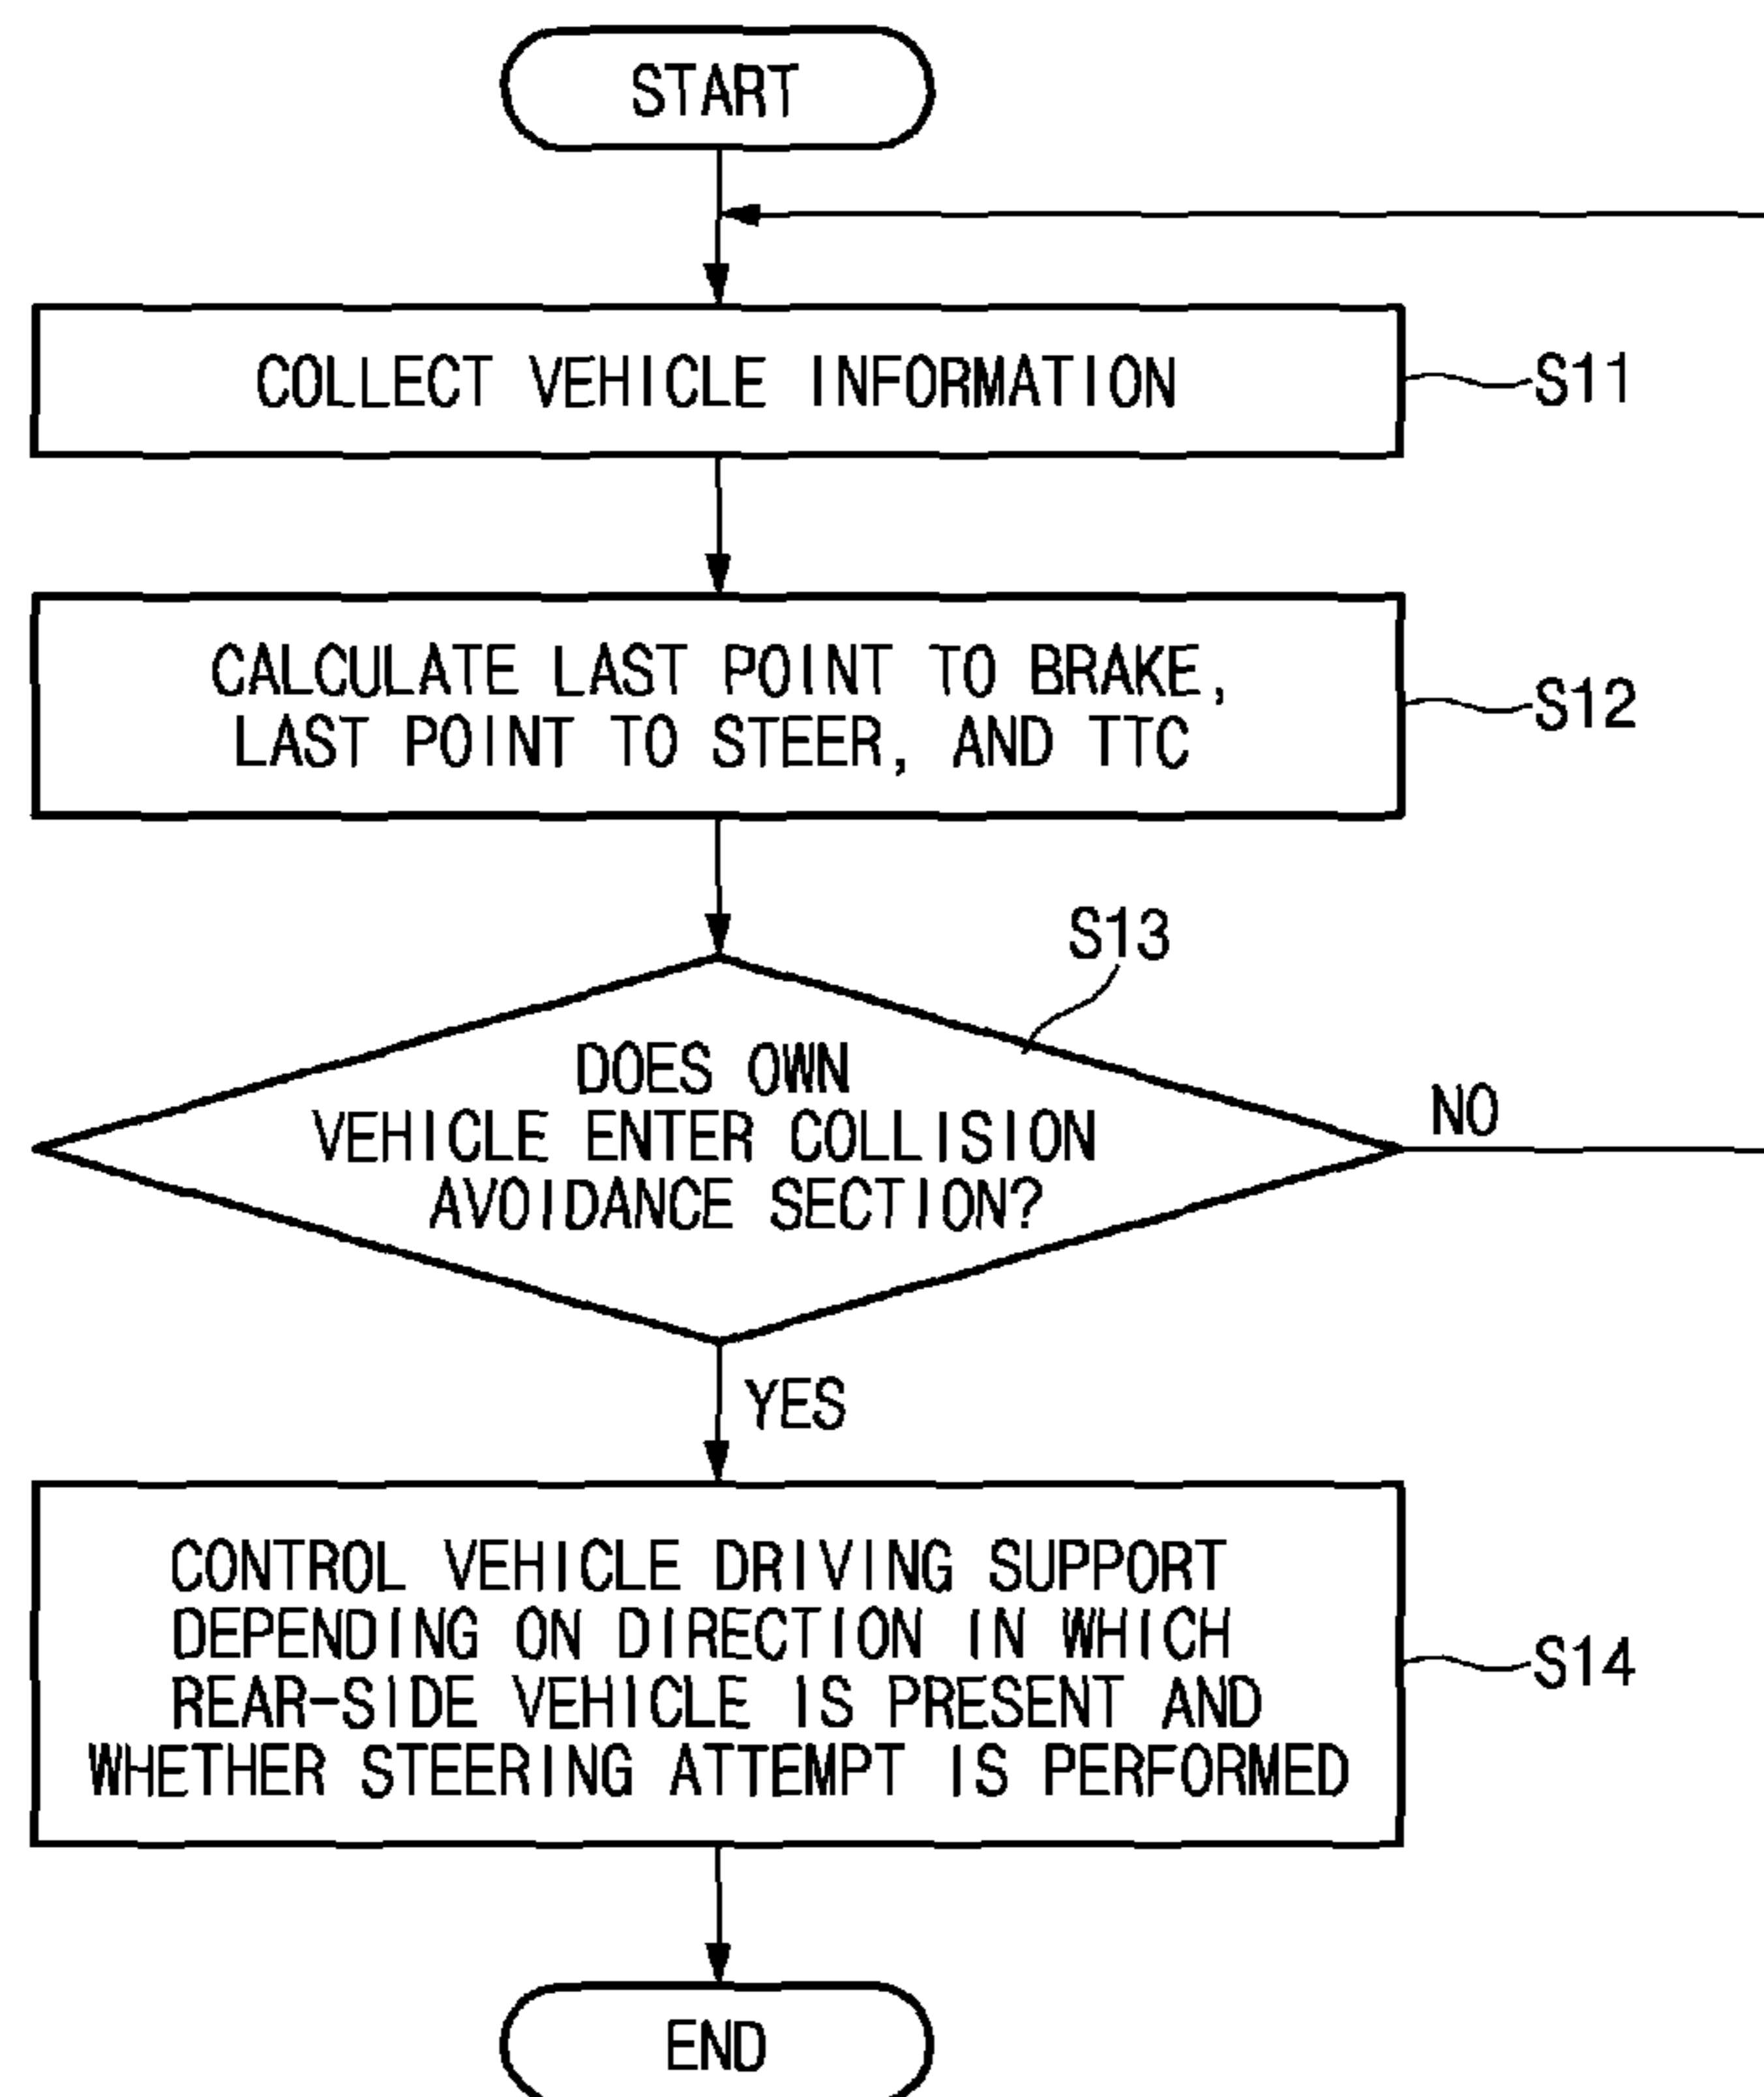 START
COLLECT VEHICLE INFORMATION
S11
CALCULATE LAST POINT TO BRAKE,
LAST POINT TO STEER, AND TTC
S12
S13
DOES OWN
VEHICLE ENTER COLLISION
AVOIDANCE SECTION?
NO
YES
CONTROL VEHICLE DRIVING SUPPORT
DEPENDING ON DIRECTION IN WHICH
REAR-SIDE VEHICLE IS PRESENT AND
WHETHER STEERING ATTEMPT IS PERFORMED
S14
END